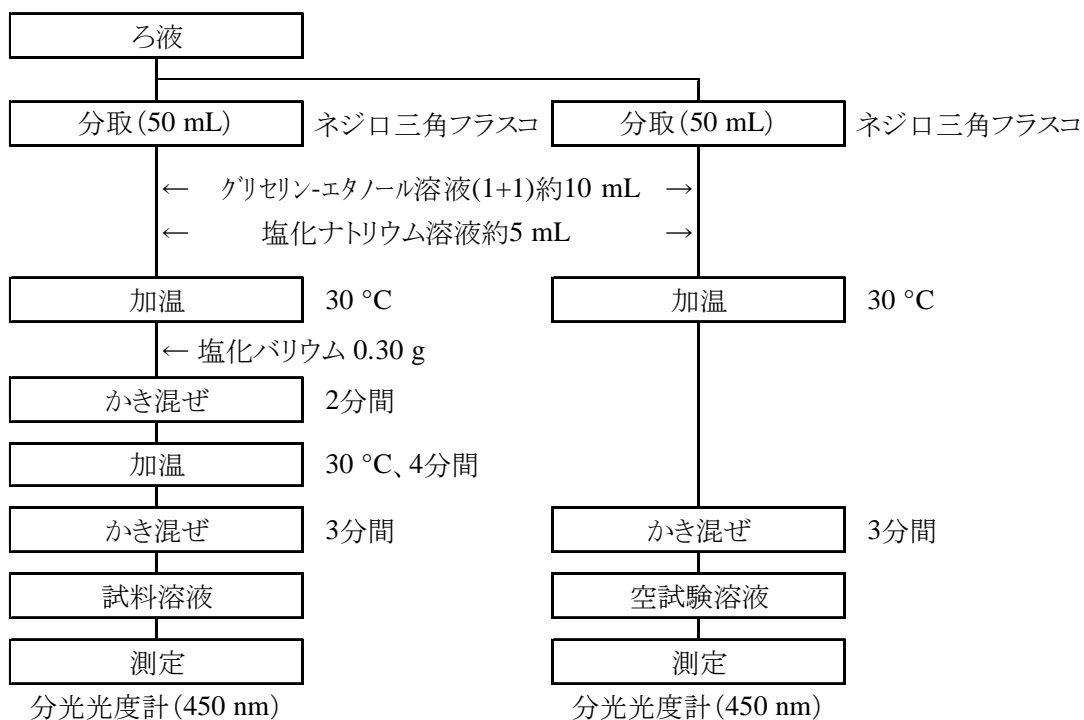 ろ液
分取(50 mL) ネジロ三角フラスコ 分取(50 mL) ネジロ三角フラスコ
← グリセリン-エタノール溶液(1+1)約10 mL →
← 塩化ナトリウム溶液約5 mL →
加温 30 °C 加温 30 °C
← 塩化バリウム 0.30 g
かき混ぜ 2分間
加温 30 °C、4分間
かき混ぜ 3分間 かき混ぜ 3分間
試料溶液 空試験溶液
測定 測定
分光光度計(450 nm) 分光光度計(450 nm)